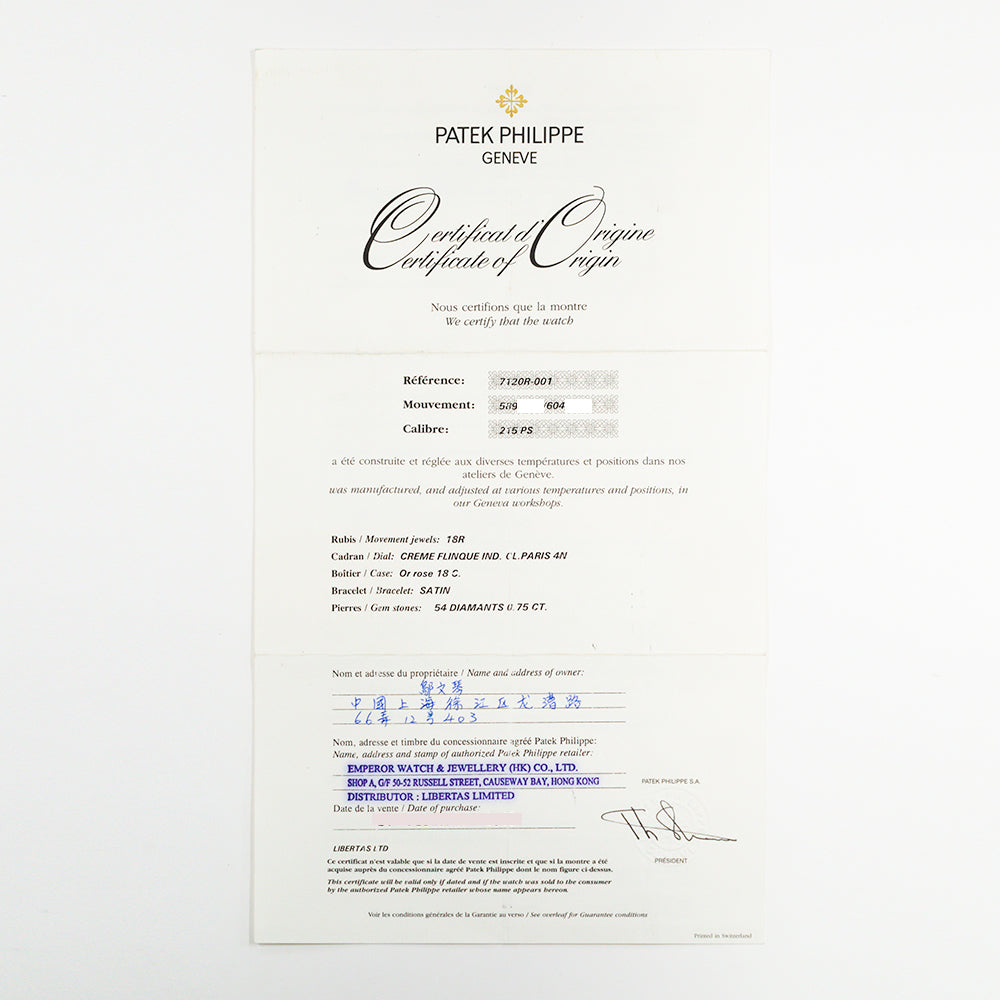 PATEK PHILIPPE
GENEVE
Certificat d'Origine
Certificate of Origin
Nous certifions que la montre
We certify that the watch
Référence: 7120R-001
Mouvement: 589 /604
Calibre: 215 PS
a été construite et réglée aux diverses températures et positions dans nos
ateliers de Genève.
was manufactured, and adjusted at various temperatures and positions, in
our Geneva workshops.
Rubis / Movement jewels: 18R
Cadran / Dial: CREME FLINQUE IND. CL.PARIS 4N
Boîtier / Case: Or rose 18 C.
Bracelet / Bracelet: SATIN
Pierres / Gem stones: 54 DIAMANTS 0.75 CT.
Nom et adresse du propriétaire / Name and address of owner:
鄒文琴
中國上海徐江区龙漕路
66弄12号403
Nom, adresse et timbre du concessionnaire agréé Patek Philippe:
Name, address and stamp of authorized Patek Philippe retailer:
EMPEROR WATCH & JEWELLERY (HK) CO., LTD.
SHOP A, G/F 50-52 RUSSELL STREET, CAUSEWAY BAY, HONG KONG
DISTRIBUTOR : LIBERTAS LIMITED
Date de la vente / Date of purchase:
PATEK PHILIPPE S.A.
PRÉSIDENT
LIBERTAS LTD
Ce certificat n'est valable que si la date de vente est inscrite et que si la montre a été
acquise auprès du concessionnaire agréé Patek Philippe dont le nom figure ci-dessus.
This certificate will be valid only if dated and if the watch was sold to the consumer
by the authorized Patek Philippe retailer whose name appears hereon.
Voir les conditions générales de la Garantie au verso / See overleaf for Guarantee conditions
Printed in Switzerland